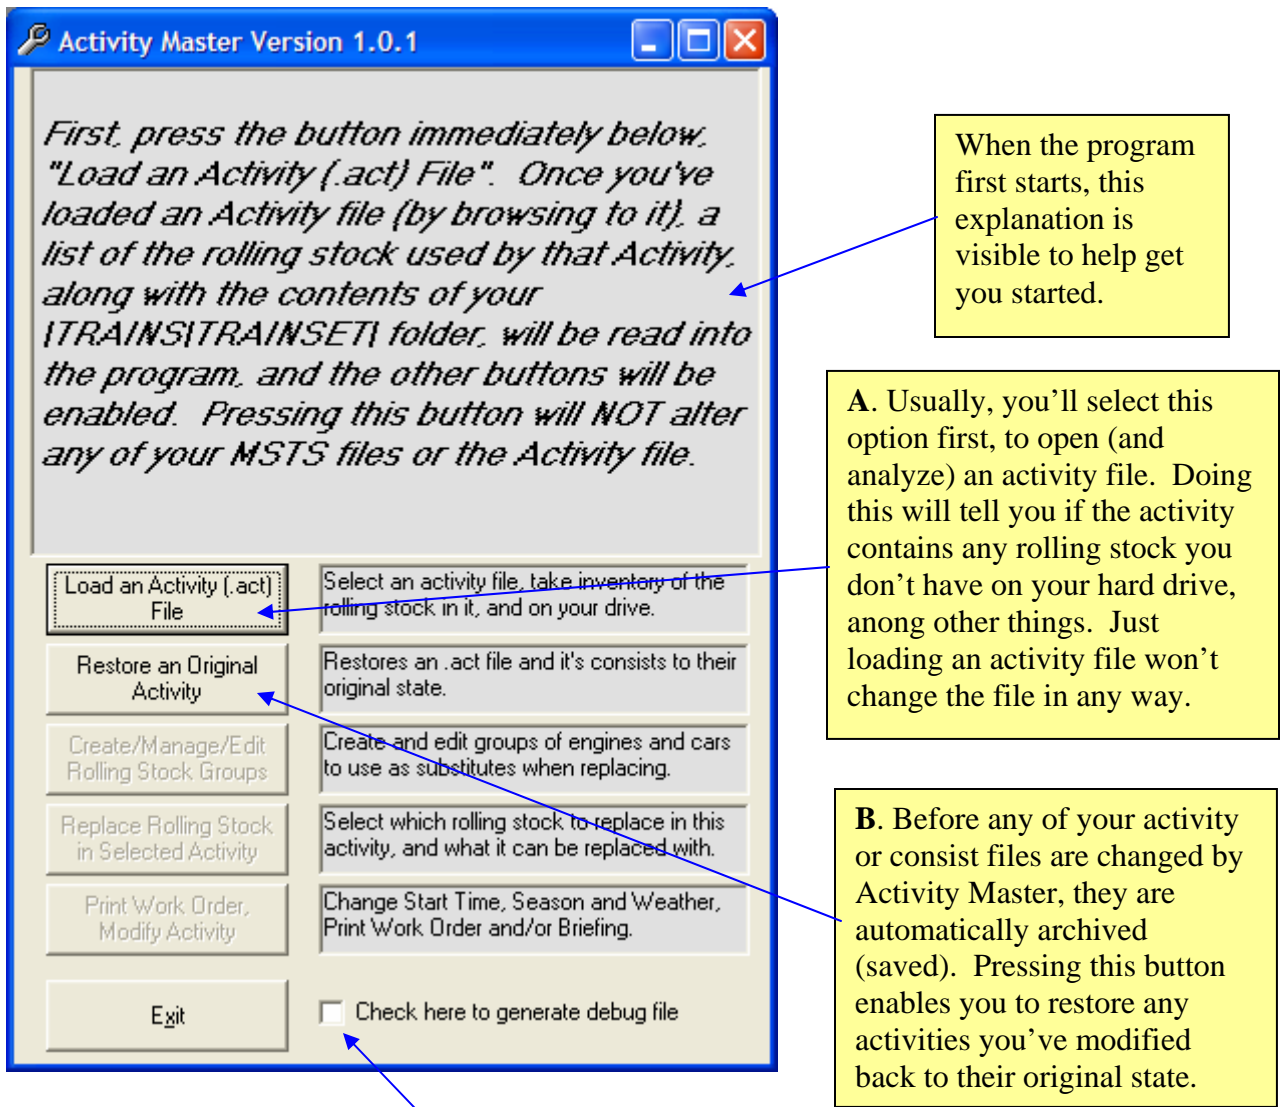 Activity Master Version 1.0.1
First, press the button immediately below,
"Load an Activity (.act) File".  Once you've
loaded an Activity file (by browsing to it), a
list of the rolling stock used by that Activity,
along with the contents of your
\TRAINS\TRAINSET\ folder, will be read into
the program, and the other buttons will be
enabled.  Pressing this button will NOT alter
any of your MSTS files or the Activity file.
Load an Activity (.act)
File
Select an activity file, take inventory of the
rolling stock in it, and on your drive.
Restore an Original
Activity
Restores an .act file and it's consists to their
original state.
Create/Manage/Edit
Rolling Stock Groups
Create and edit groups of engines and cars
to use as substitutes when replacing.
Replace Rolling Stock
in Selected Activity
Select which rolling stock to replace in this
activity, and what it can be replaced with.
Print Work Order,
Modify Activity
Change Start Time, Season and Weather,
Print Work Order and/or Briefing.
Exit
Check here to generate debug file
When the program
first starts, this
explanation is
visible to help get
you started.
A. Usually, you'll select this
option first, to open (and
analyze) an activity file.  Doing
this will tell you if the activity
contains any rolling stock you
don't have on your hard drive,
anong other things.  Just
loading an activity file won't
change the file in any way.
B. Before any of your activity
or consist files are changed by
Activity Master, they are
automatically archived
(saved).  Pressing this button
enables you to restore any
activities you've modified
back to their original state.